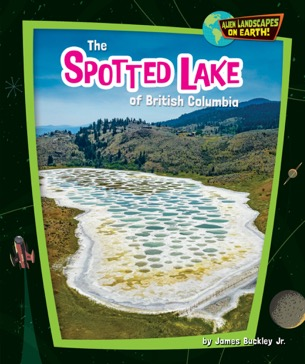 ALIEN LANDSCAPES
ON EARTH!
The
SPOTTED LAKE
of British Columbia
by James Buckley Jr.